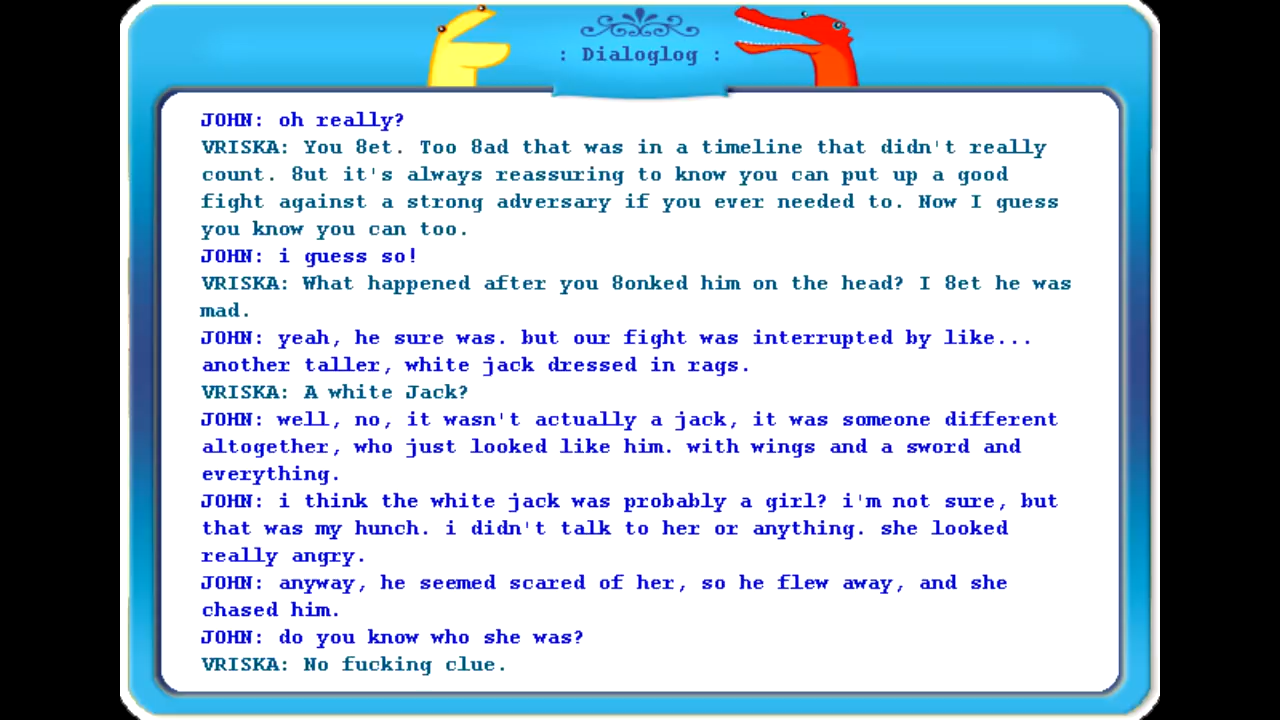 : Dialoglog :
JOHN: oh really?
VRISKA: You 8et. Too 8ad that was in a timeline that didn't really
count. 8ut it's always reassuring to know you can put up a good
fight against a strong adversary if you ever needed to. Now I guess
you know you can too.
JOHN: i guess so!
VRISKA: What happened after you 8onked him on the head? I 8et he was
mad.
JOHN: yeah, he sure was. but our fight was interrupted by like...
another taller, white jack dressed in rags.
VRISKA: A white Jack?
JOHN: well, no, it wasn't actually a jack, it was someone different
altogether, who just looked like him. with wings and a sword and
everything.
JOHN: i think the white jack was probably a girl? i'm not sure, but
that was my hunch. i didn't talk to her or anything. she looked
really angry.
JOHN: anyway, he seemed scared of her, so he flew away, and she
chased him.
JOHN: do you know who she was?
VRISKA: No fucking clue.